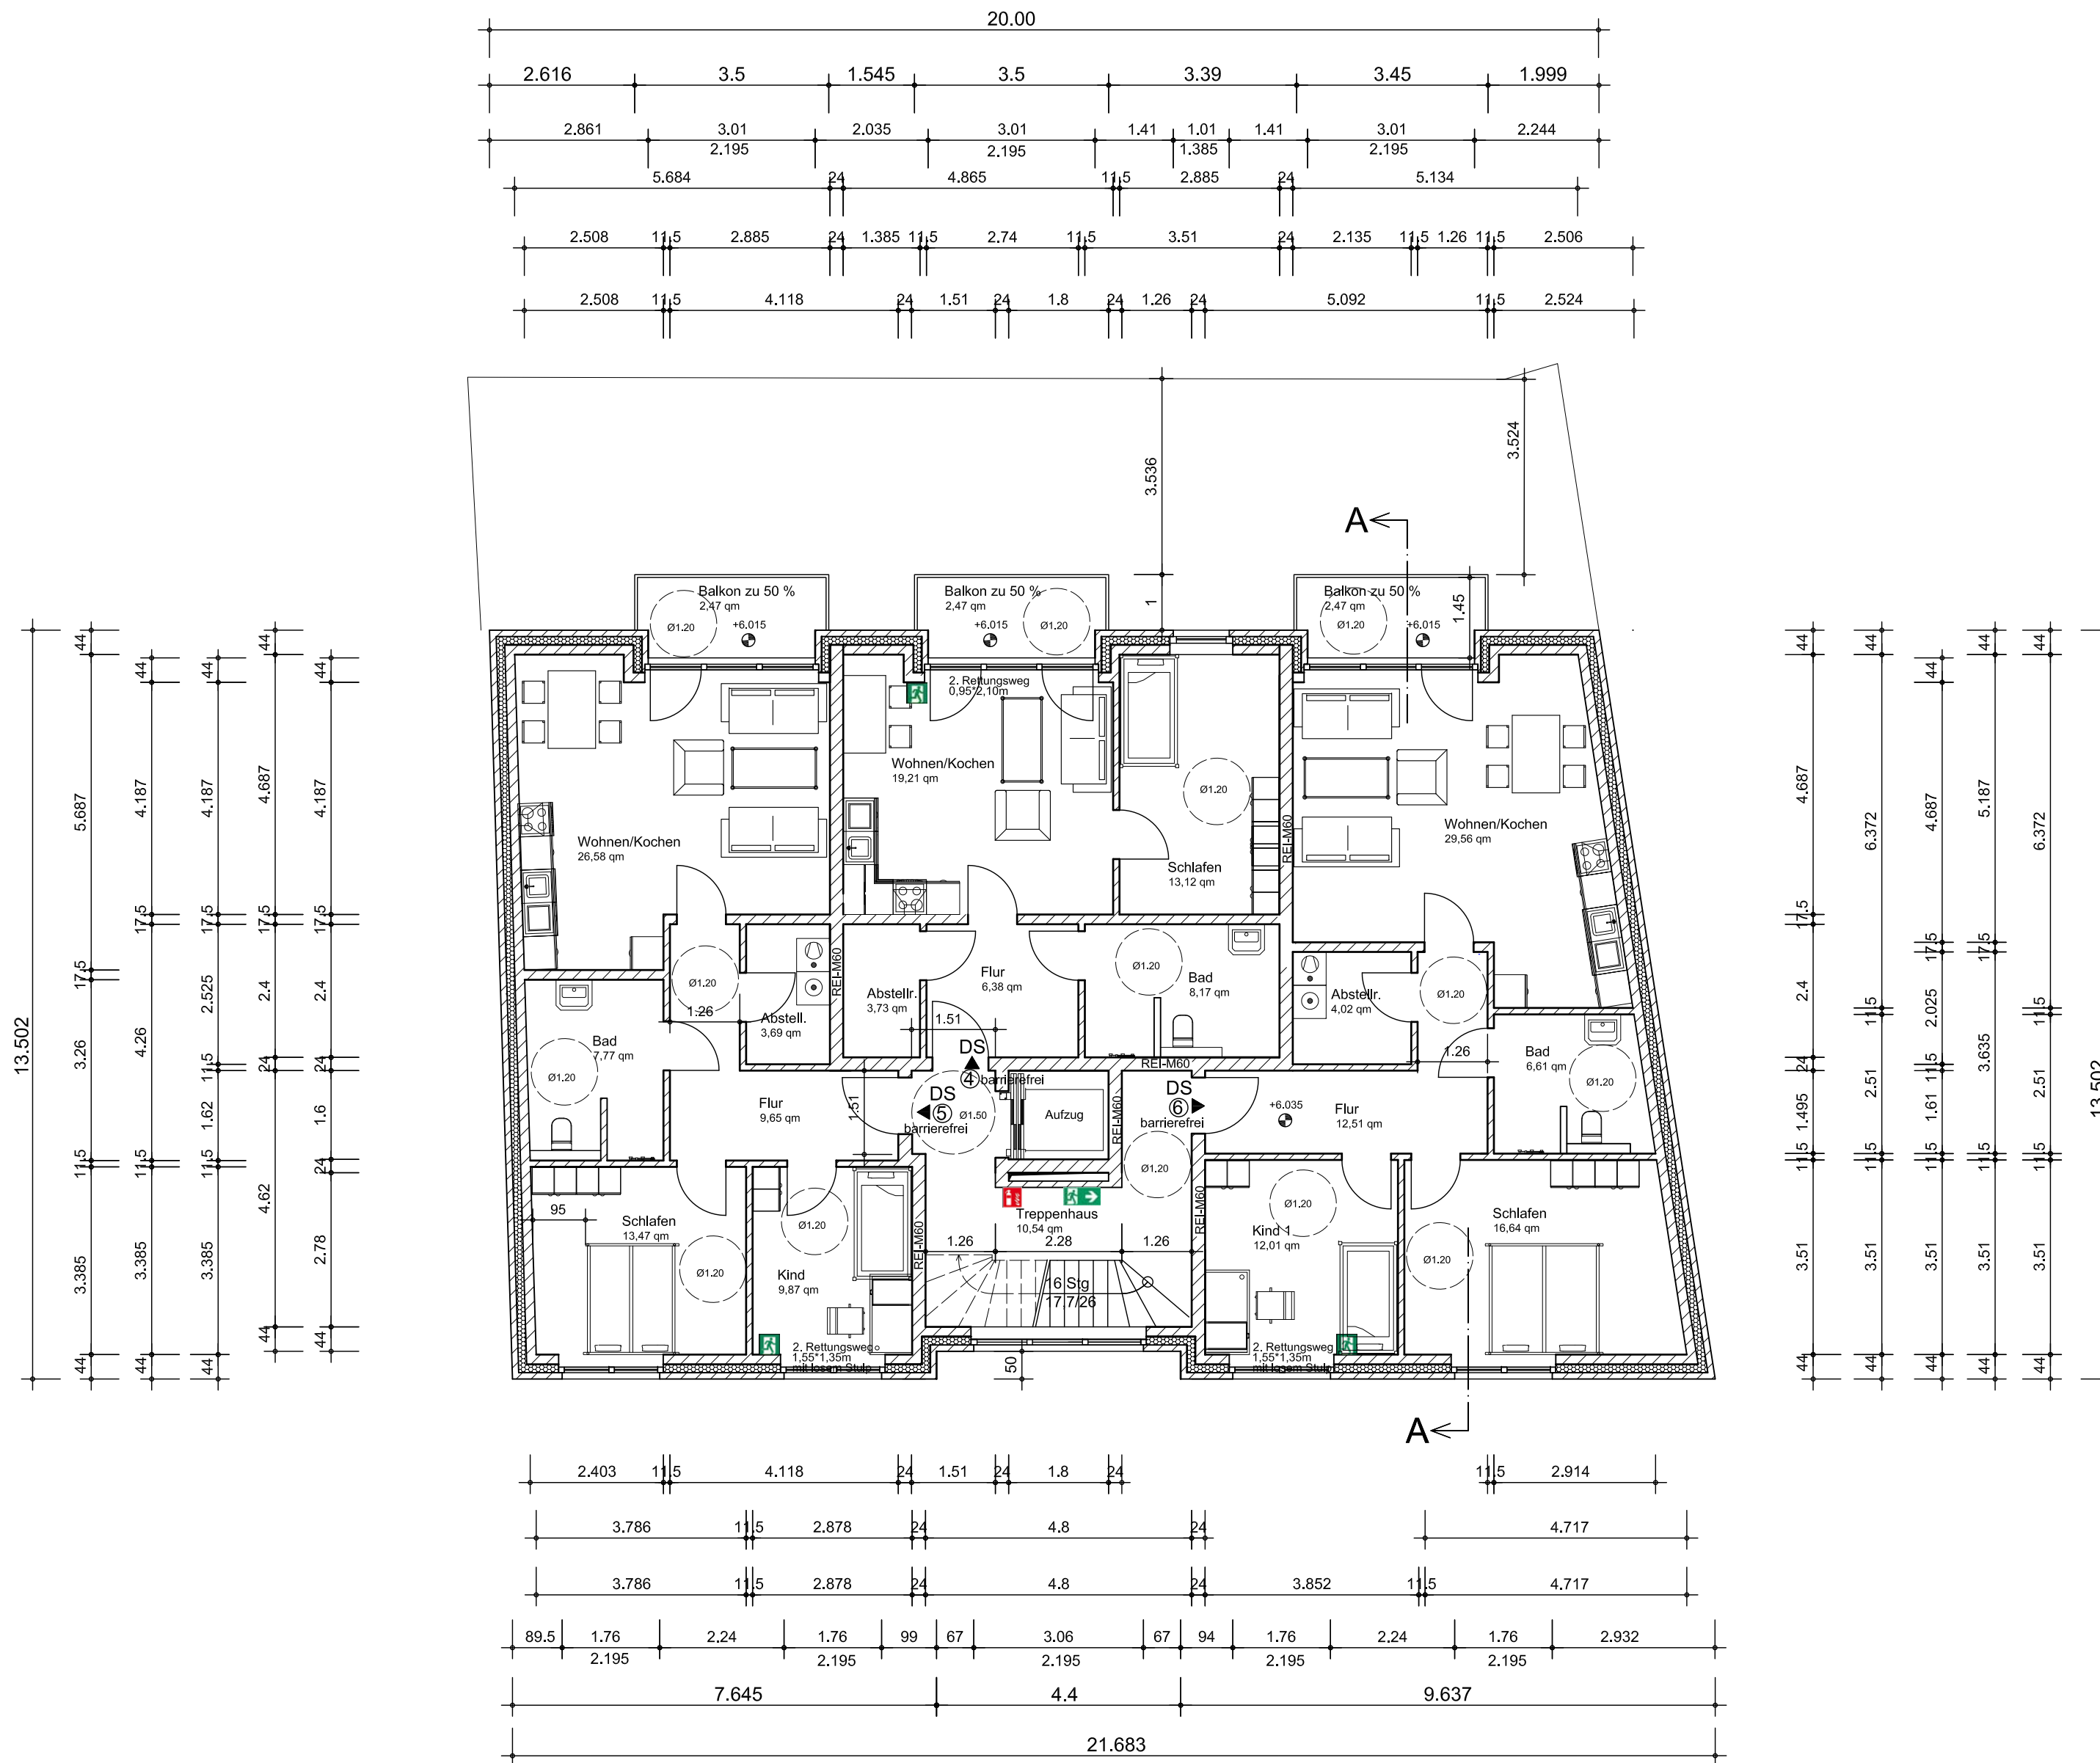 20.00
2.616 3.5 1.545 3.5 3.39 3.45 1.999
2.861 3.01 2.035 3.01 1.41 1.01 1.41 3.01 2.244
2.195 2.195 1.385 2.195
5.684 24 4.865 11.5 2.885 24 5.134
2.508 11.5 2.885 24 1.385 11.5 2.74 11.5 3.51 24 2.135 11.5 1.26 11.5 2.506
2.508 11.5 4.118 24 1.51 24 1.8 24 1.26 24 5.092 11.5 2.524
3.536
3.524
A
1
1.45
Balkon zu 50 %
2,47 qm
+6.015
Ø1.20
Balkon zu 50 %
2,47 qm
+6.015
Ø1.20
Balkon zu 50 %
2,47 qm
+6.015
Ø1.20
13.502
44 5.687 17.5 3.26 11.5 3.385 44
44 4.187 17.5 4.26 11.5 3.385 44
44 4.187 17.5 2.525 11.5 1.62 11.5 3.385 44
44 4.687 17.5 2.4 24 4.62 44
44 4.187 17.5 2.4 24 1.6 24 2.78 44
2. Rettungsweg
0,95*2,10m
Wohnen/Kochen
26,58 qm
Wohnen/Kochen
19,21 qm
Schlafen
13,12 qm
Ø1.20
REI-M60
Wohnen/Kochen
29,56 qm
Ø1.20
1.26
Abstell.
3,69 qm
REI-M60
Abstellr.
3,73 qm
Flur
6,38 qm
1.51
Ø1.20
Bad
8,17 qm
Abstellr.
4,02 qm
Ø1.20
1.26
Bad
7,77 qm
Ø1.20
Bad
6,61 qm
Ø1.20
DS
4
barrierefrei
REI-M60
Flur
9,65 qm
1.51
DS
5
barrierefrei
Ø1.50
Aufzug
REI-M60
DS
6
barrierefrei
+6.035
Flur
12,51 qm
Ø1.20
Schlafen
13,47 qm
95
Ø1.20
Ø1.20
Kind
9,87 qm
REI-M60
Treppenhaus
10,54 qm
1.26 2.28 1.26
16 Stg
17,7/26
REI-M60
Ø1.20
Kind 1
12,01 qm
Ø1.20
Schlafen
16,64 qm
2. Rettungsweg
1,55*1,35m
mit losem Stulp
50
2. Rettungsweg
1,55*1,35m
mit losem Stulp
A
44 4.687 17.5 2.4 24 1.495 11.5 3.51 44
44 6.372 11.5 2.51 11.5 3.51 44
44 4.687 17.5 2.025 11.5 1.61 11.5 3.51 44
44 5.187 17.5 3.635 11.5 3.51 44
44 6.372 11.5 2.51 11.5 3.51 44
13.502
2.403 11.5 4.118 24 1.51 24 1.8 24 11.5 2.914
3.786 11.5 2.878 24 4.8 24 4.717
3.786 11.5 2.878 24 4.8 24 3.852 11.5 4.717
89.5 1.76 2.24 1.76 99 67 3.06 67 94 1.76 2.24 1.76 2.932
2.195 2.195 2.195 2.195 2.195
7.645 4.4 9.637
21.683